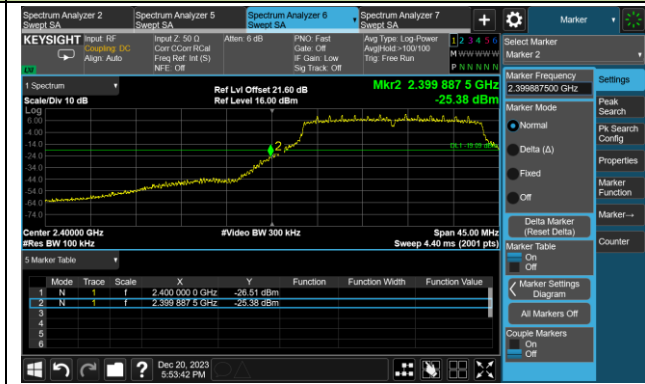 Spectrum Analyzer 2
Swept SA
Spectrum Analyzer 5
Swept SA
Spectrum Analyzer 6
Swept SA
Spectrum Analyzer 7
Swept SA
+
Marker
KEYSIGHT
Input: RF
Coupling: DC
Align: Auto
Input Z: 50 Ω
Corr CCorr RCal
Freq Ref: Int (S)
NFE: Off
Atten: 6 dB
PNO: Fast
Gate: Off
IF Gain: Low
Sig Track: Off
Avg Type: Log-Power
Avg|Hold:>100/100
Trig: Free Run
1 2 3 4 5 6
M W W W W W
P N N N N N
Select Marker
Marker 2
1 Spectrum
Scale/Div 10 dB
Ref Lvl Offset 21.60 dB
Ref Level 16.00 dBm
Mkr2 2.399 887 5 GHz
-25.38 dBm
Log
6.00
-4.00
-14.0
-24.0
-34.0
-44.0
-54.0
-64.0
-74.0
2
Center 2.40000 GHz
#Res BW 100 kHz
#Video BW 300 kHz
Span 45.00 MHz
Sweep 4.40 ms (2001 pts)
5 Marker Table
Mode Trace Scale X Y Function Function Width Function Value
1 N 1 f 2.400 000 0 GHz -26.51 dBm
2 N 1 f 2.399 887 5 GHz -25.38 dBm
3
4
5
6
Marker Frequency
2.399887500 GHz
Marker Mode
Normal
Delta (Δ)
Fixed
Off
Delta Marker
(Reset Delta)
Marker Table
On
Off
Marker Settings
Diagram
All Markers Off
Couple Markers
On
Off
Settings
Peak
Search
Pk Search
Config
Properties
Marker
Function
Marker→
Counter
?
Dec 20, 2023
5:53:42 PM